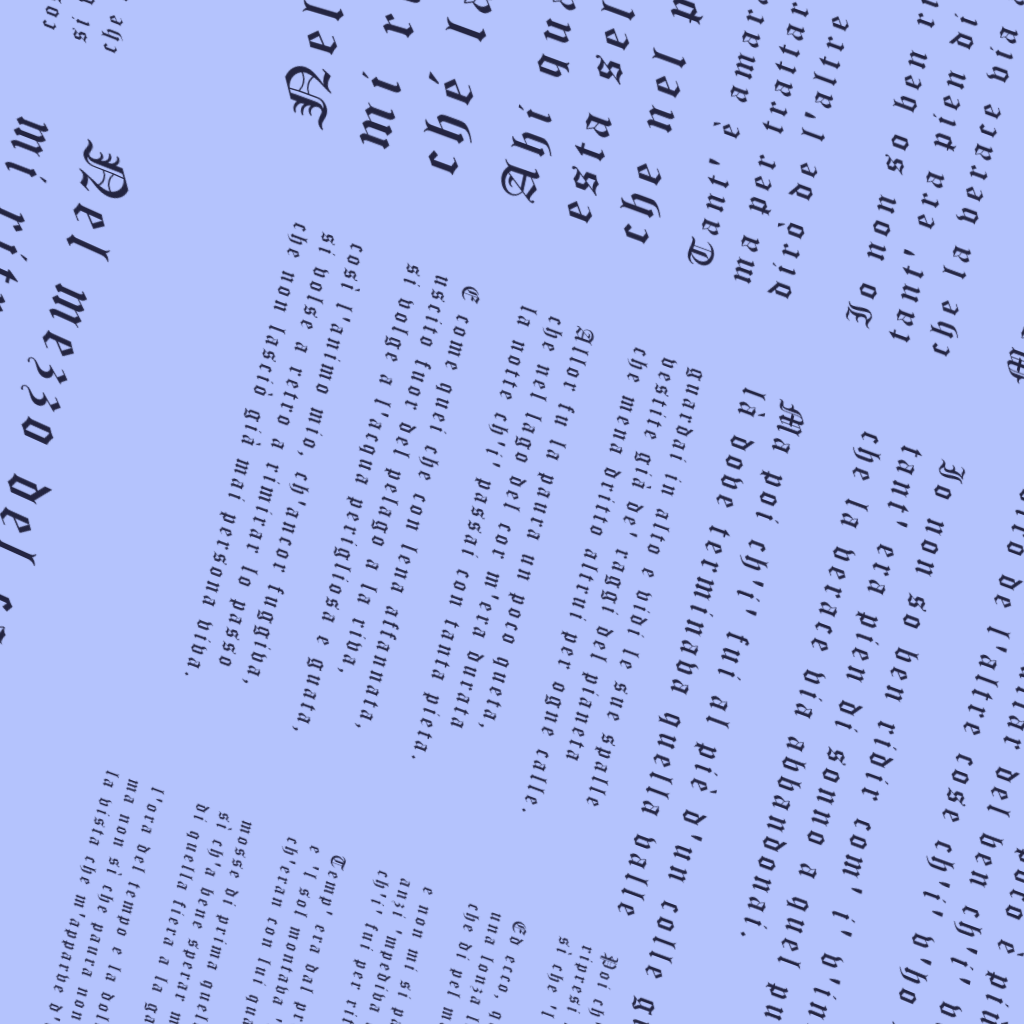 Nel
mi r
ché l
Ahi qu
esta sel
che nel p
Tant' è amar
ma per trattar
dirò de l'altre
Io non so ben ri
tant' era pien di
che la verace via
Nel mezzo del
mi ritr
poco è più
del ben ch'i' v
de l'altre cose ch'i' v'ho
Io non so ben ridir com' i' v'in
tant' era pien di sonno a quel pu
che la verace via abbandonai.
Ma poi ch'i' fui al piè d'un colle g
là dove terminava quella valle
guardai in alto e vidi le sue spalle
vestite già de' raggi del pianeta
che mena dritto altrui per ogne calle.
Allor fu la paura un poco queta,
che nel lago del cor m'era durata
la notte ch'i' passai con tanta pieta.
E come quei che con lena affannata,
uscito fuor del pelago a la riva,
si volge a l'acqua perigliosa e guata,
così l'animo mio, ch'ancor fuggiva,
si volse a retro a rimirar lo passo
che non lasciò già mai persona viva.
Poi ch
riposi
sì che 'l
Ed ecco, q
una lonza l
che di pel m
e non mi si pa
anzi 'mpediva
ch'i' fui per rit
Temp' era dal pr
e 'l sol montava '
ch'eran con lui qua
mosse di prima quele
sì ch'a bene sperar m
di quella fiera a la ga
l'ora del tempo e la dol
ma non sì che paura non
la vista che m'apparve d'
co
si v
che